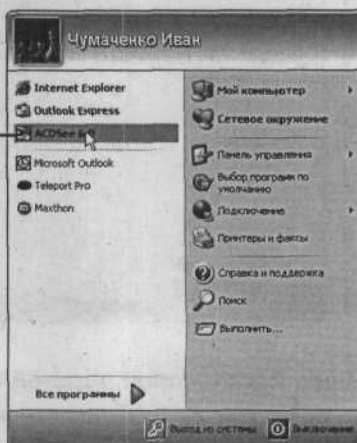 Чумаченко Иван
Internet Explorer
Outlook Express
ACDSee
Microsoft Outlook
Teleport Pro
Maxthon
Все программы
Мой компьютер
Сетевое окружение
Панель управления
Выбор программ по
умолчанию
Подключение
Принтеры и факсы
Справка и поддержка
Поиск
Выполнить...
Выход из системы
Выключение